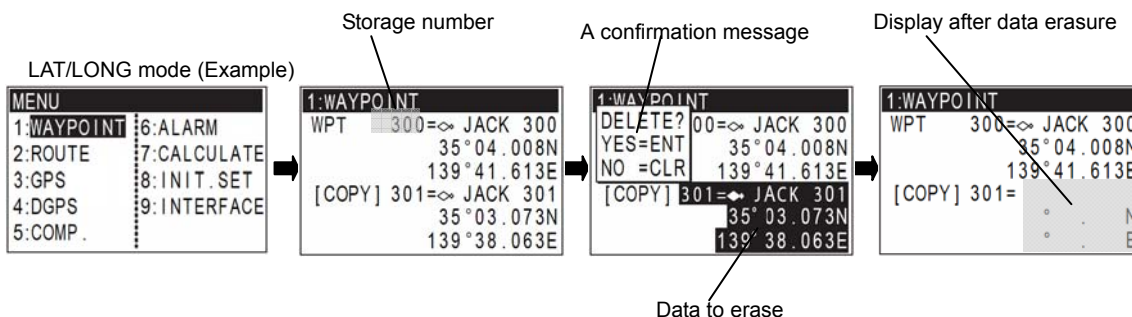 Storage number
A confirmation message
Display after data erasure
LAT/LONG mode (Example)
MENU
1:WAYPOINT 6:ALARM
2:ROUTE 7:CALCULATE
3:GPS 8:INIT.SET
4:DGPS 9:INTERFACE
5:COMP.
1:WAYPOINT
WPT 300= JACK 300
35°04.008N
139°41.613E
[COPY] 301= JACK 301
35°03.073N
139°38.063E
1:WAYPOINT
DELETE? 00= JACK 300
YES=ENT 35°04.008N
NO =CLR 139°41.613E
[COPY] 301= JACK 301
35°03.073N
139°38.063E
1:WAYPOINT
WPT 300= JACK 300
35°04.008N
139°41.613E
[COPY] 301=
° . N
° . E
Data to erase